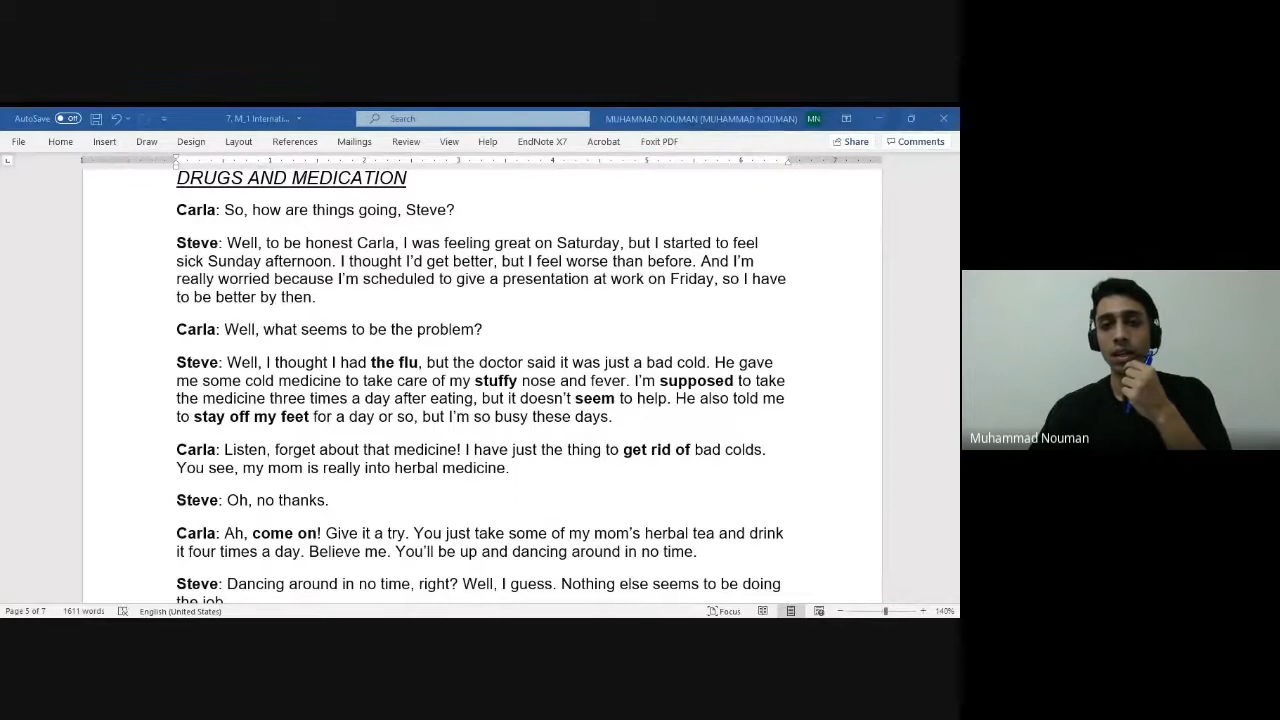 AutoSave Off 7. M_1 Internati... Search MUHAMMAD NOUMAN (MUHAMMAD NOUMAN) MN
File Home Insert Draw Design Layout References Mailings Review View Help EndNote X7 Acrobat Foxit PDF Share Comments
1 2 3 4 5 6 7
DRUGS AND MEDICATION
Carla: So, how are things going, Steve?
Steve: Well, to be honest Carla, I was feeling great on Saturday, but I started to feel
sick Sunday afternoon. I thought I'd get better, but I feel worse than before. And I'm
really worried because I'm scheduled to give a presentation at work on Friday, so I have
to be better by then.
Carla: Well, what seems to be the problem?
Steve: Well, I thought I had the flu, but the doctor said it was just a bad cold. He gave
me some cold medicine to take care of my stuffy nose and fever. I'm supposed to take
the medicine three times a day after eating, but it doesn't seem to help. He also told me
to stay off my feet for a day or so, but I'm so busy these days.
Carla: Listen, forget about that medicine! I have just the thing to get rid of bad colds.
You see, my mom is really into herbal medicine.
Steve: Oh, no thanks.
Carla: Ah, come on! Give it a try. You just take some of my mom's herbal tea and drink
it four times a day. Believe me. You'll be up and dancing around in no time.
Steve: Dancing around in no time, right? Well, I guess. Nothing else seems to be doing
the job
Page 5 of 7 1611 words English (United States) Focus 140%
Muhammad Nouman